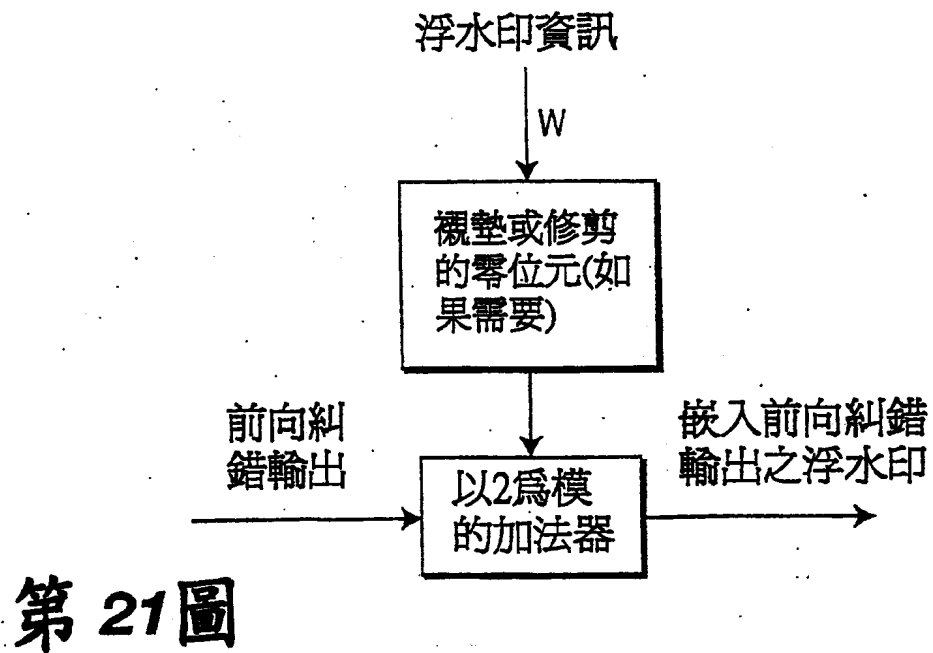 浮水印資訊
W
襯墊或修剪
的零位元(如
果需要)
前向糾
錯輸出
嵌入前向糾錯
輸出之浮水印
以2爲模
的加法器
第21圖